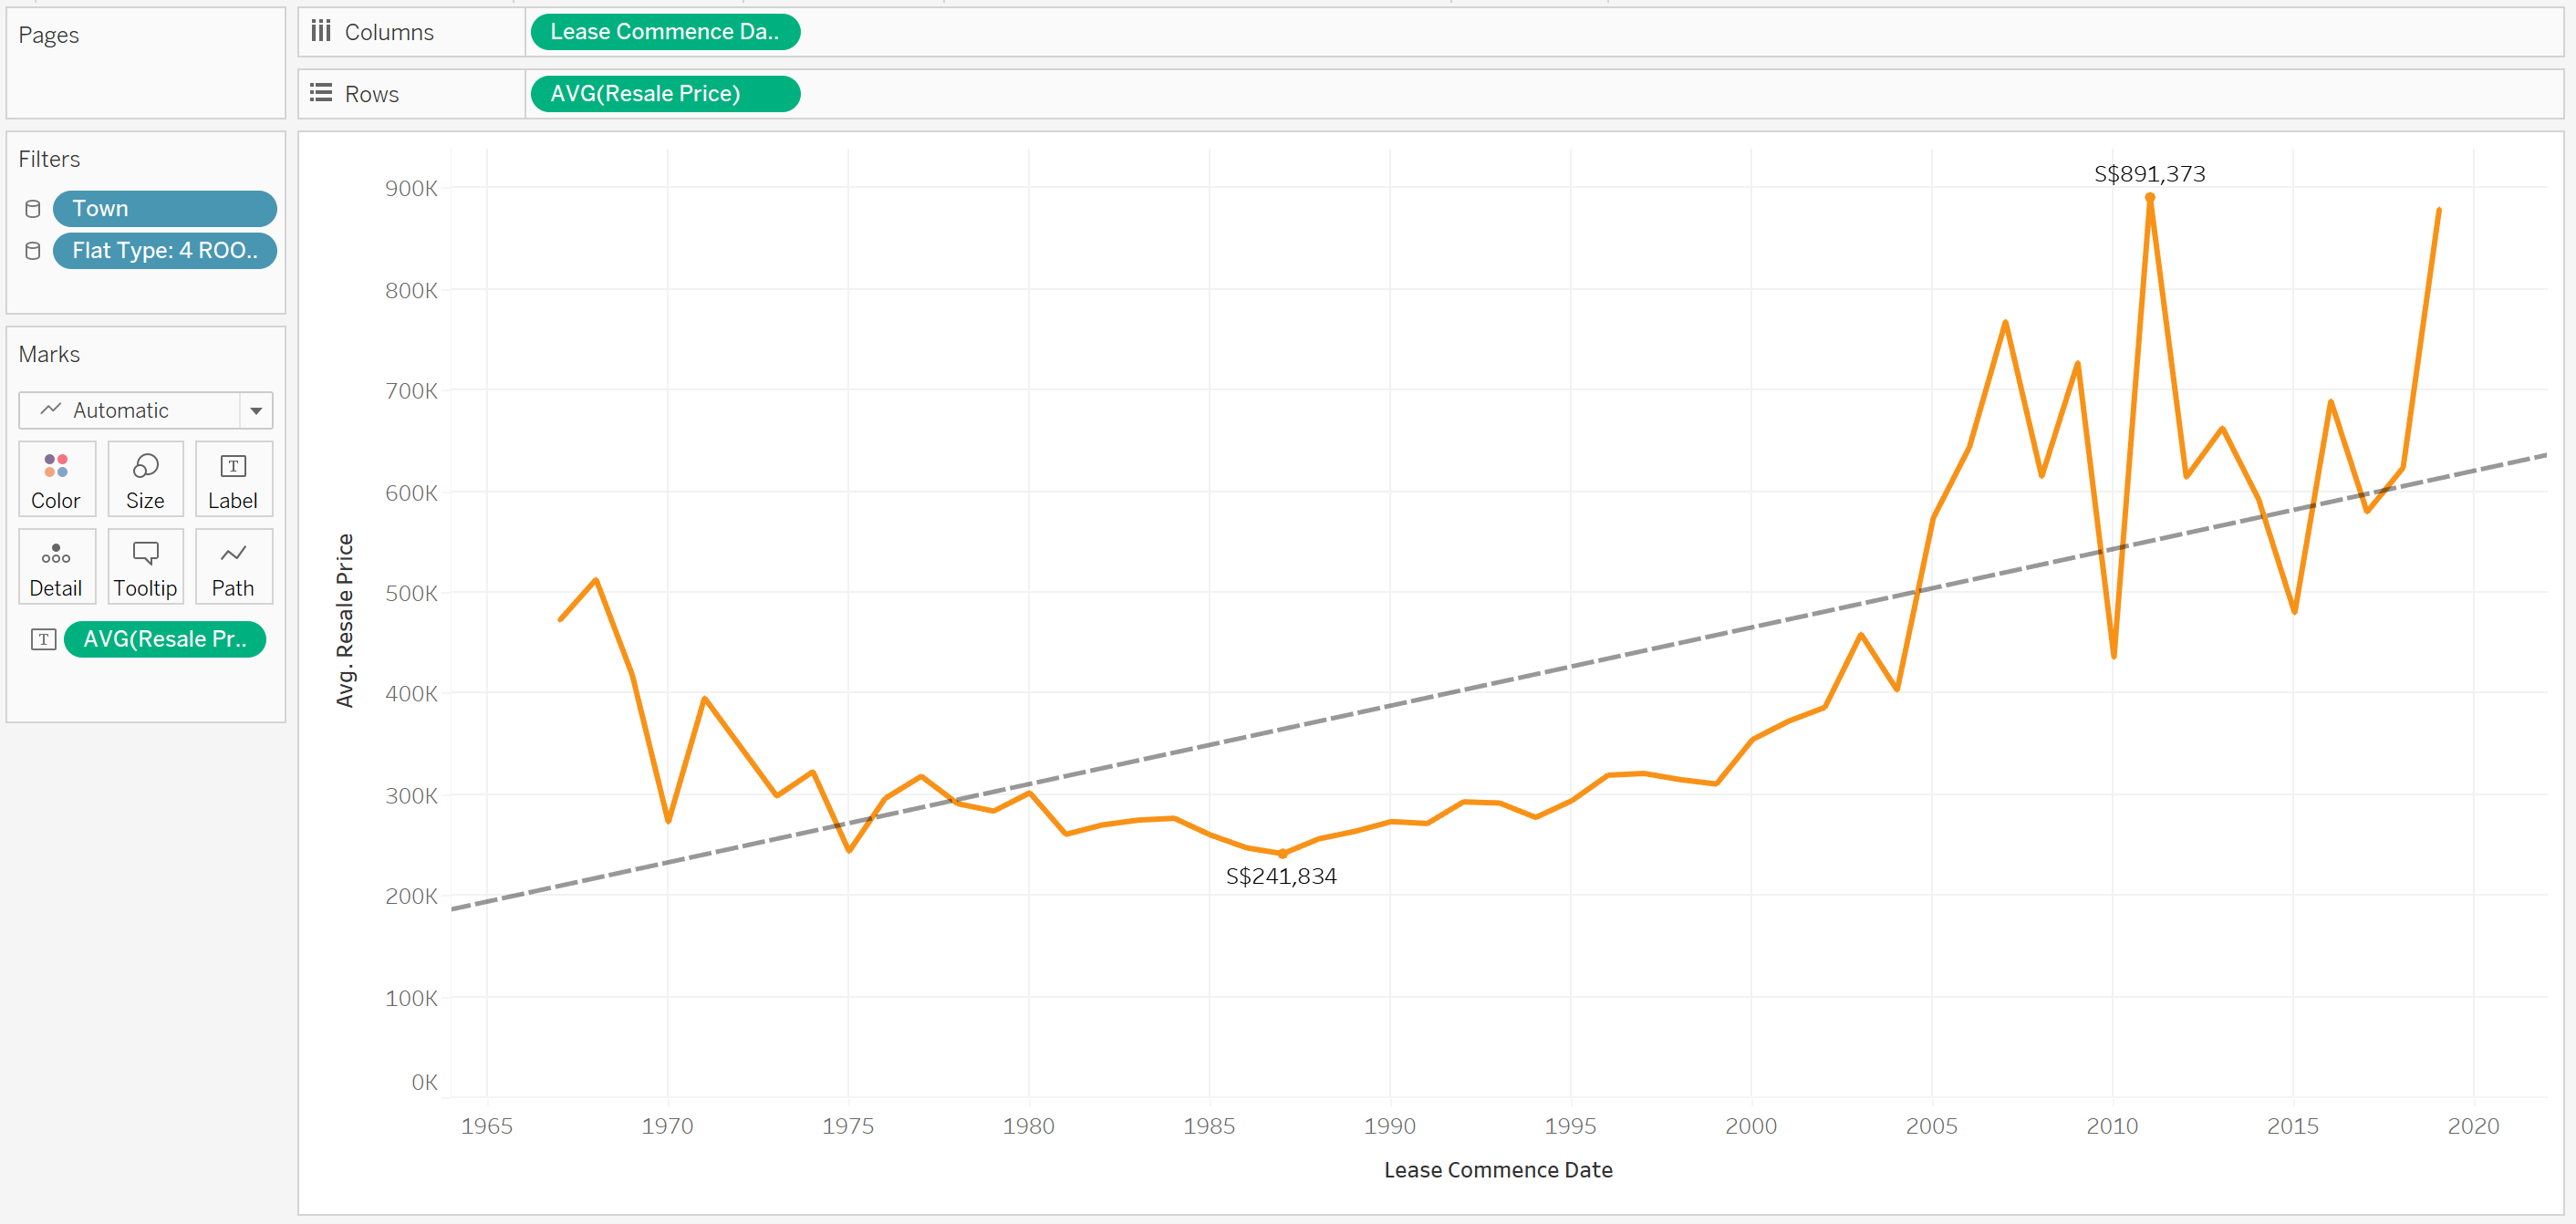 Pages
Columns
Lease Commence Da..
Rows
AVG(Resale Price)
Filters
Town
Flat Type: 4 ROO..
Marks
Automatic
Color
Size
T
Label
Detail
Tooltip
Path
T
AVG(Resale Pr..
S$891,373
900K
800K
700K
600K
500K
400K
300K
200K
100K
0K
Avg. Resale Price
S$241,834
1965
1970
1975
1980
1985
1990
1995
2000
2005
2010
2015
2020
Lease Commence Date